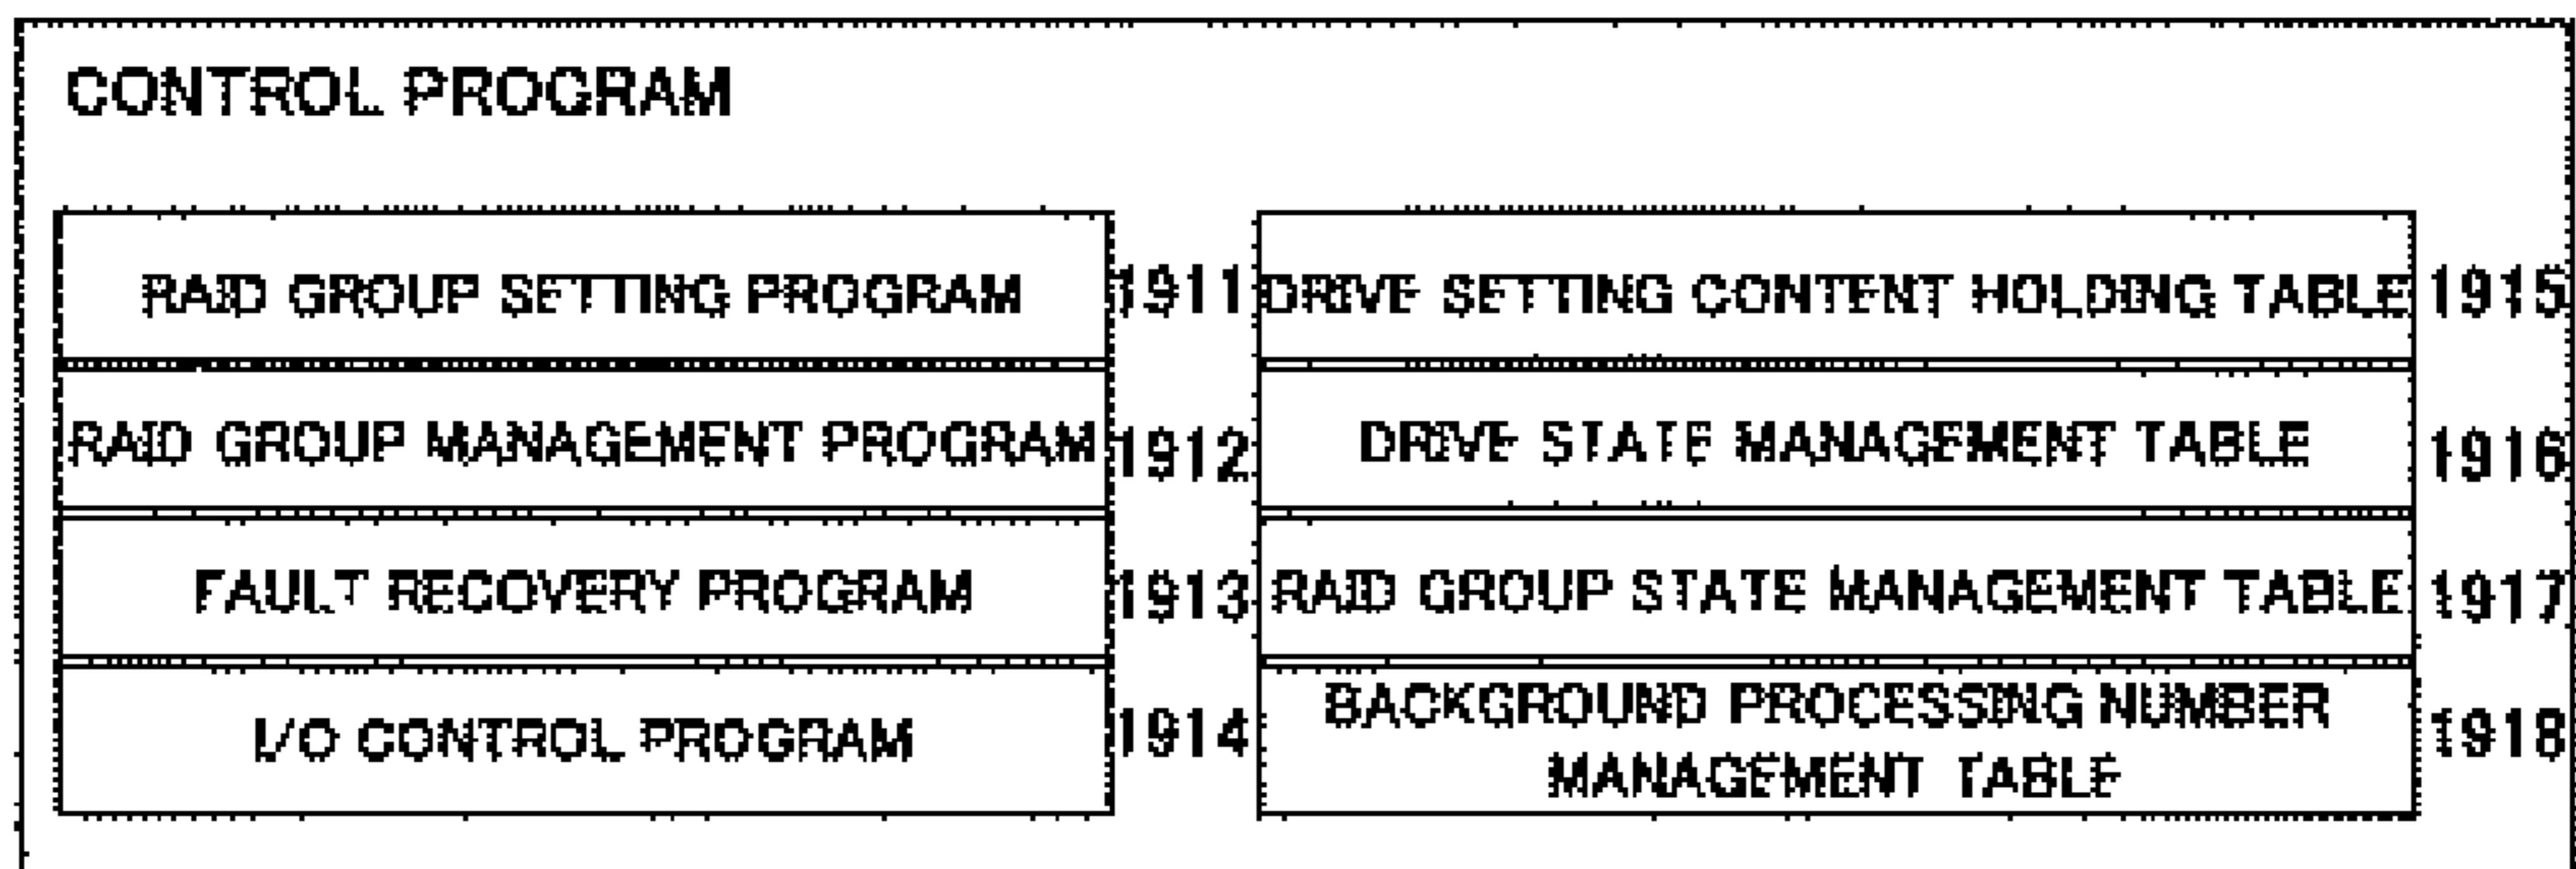 CONTROL PROGRAM
RAID GROUP SETTING PROGRAM 1911
RAID GROUP MANAGEMENT PROGRAM 1912
FAULT RECOVERY PROGRAM 1913
I/O CONTROL PROGRAM 1914
DRIVE SETTING CONTENT HOLDING TABLE 1915
DRIVE STATE MANAGEMENT TABLE 1916
RAID GROUP STATE MANAGEMENT TABLE 1917
BACKGROUND PROCESSING NUMBER
MANAGEMENT TABLE 1918